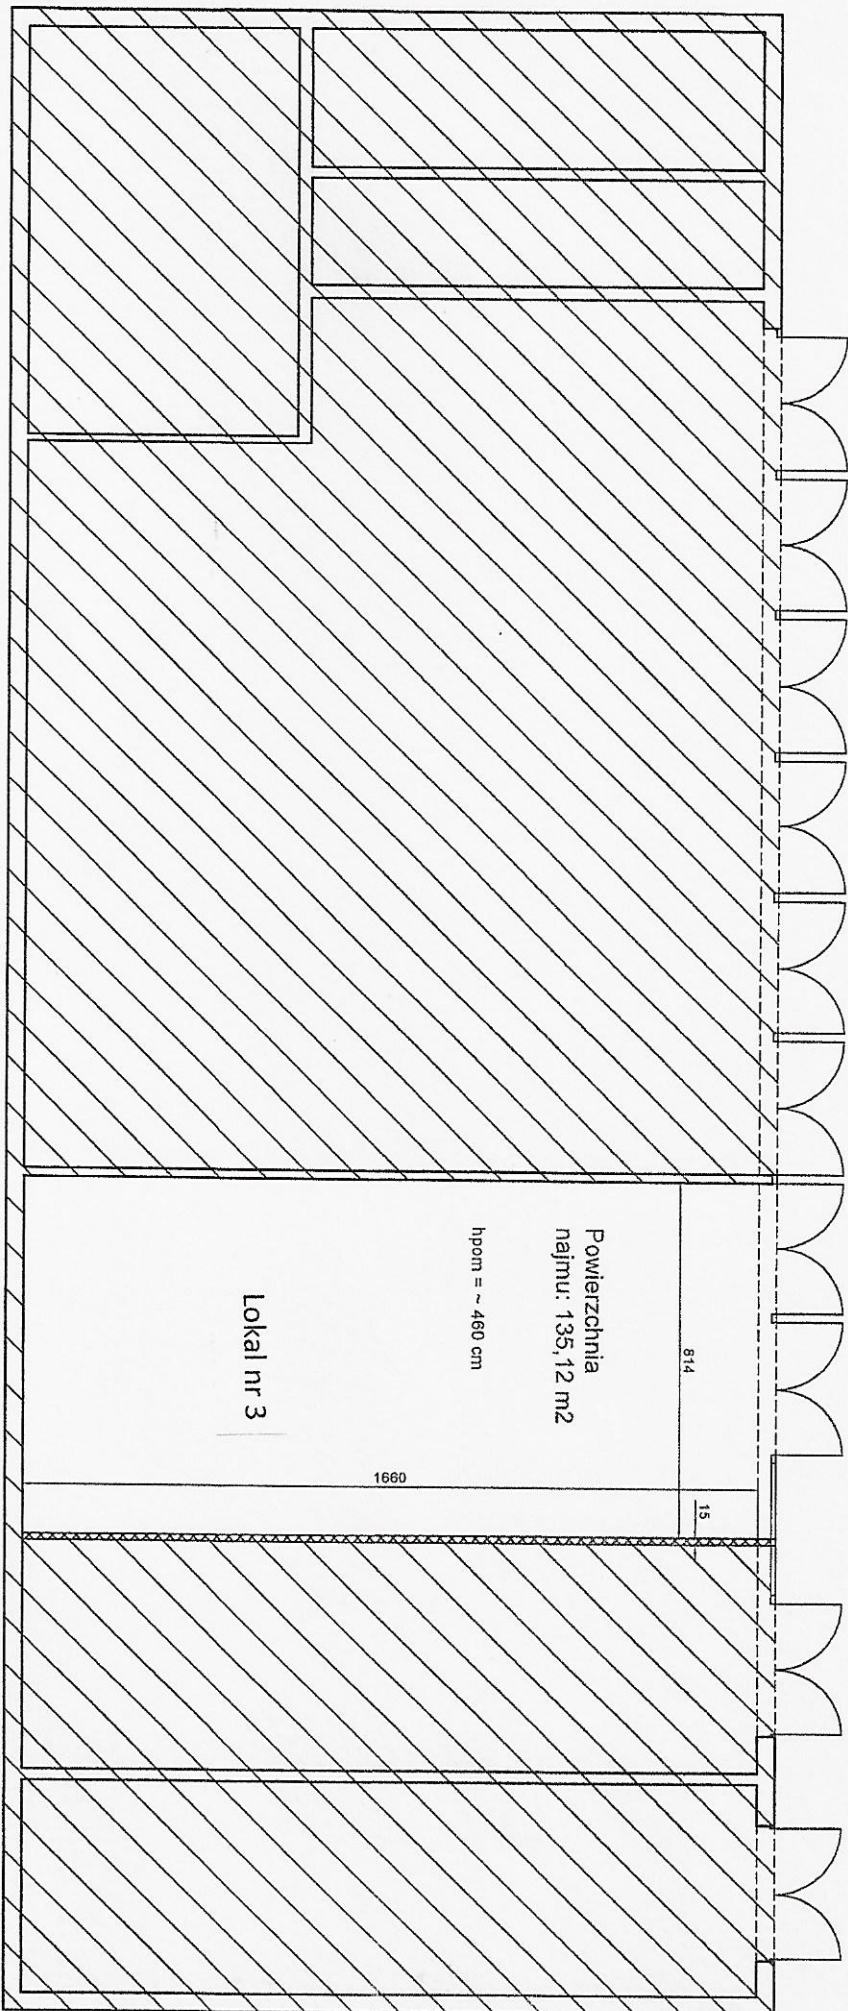 Powierzchnia
najmu: 135,12 m2
hpom = ~ 460 cm
Lokal nr 3
814
1660
15